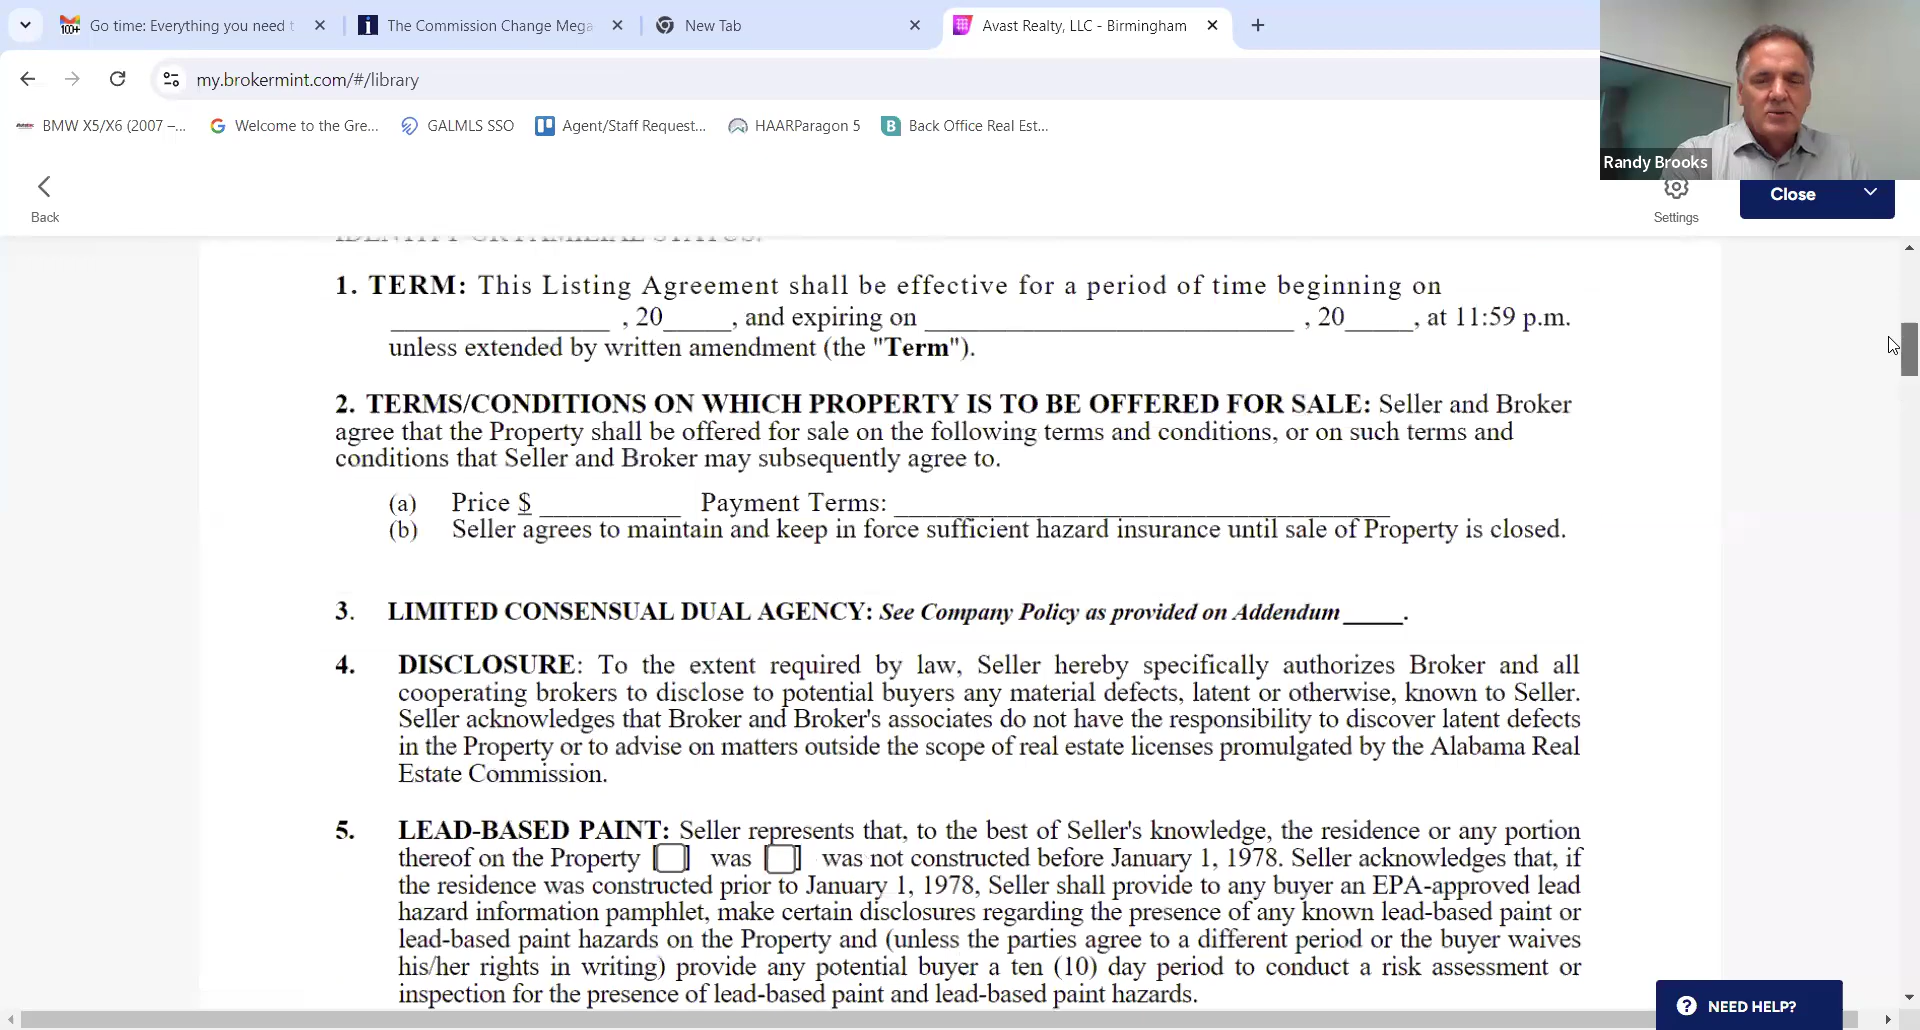 100+ Go time: Everything you need t
The Commission Change Mega
New Tab
Avast Realty, LLC - Birmingham
my.brokermint.com/#/library
BMW X5/X6 (2007 –...
Welcome to the Gre...
GALMLS SSO
Agent/Staff Request...
HAARParagon 5
B Back Office Real Est...
Randy Brooks
Back
Settings
Close
IDENTITY OR FAMILIAL STATUS.
1. TERM: This Listing Agreement shall be effective for a period of time beginning on
________________ , 20_____, and expiring on ___________________________ , 20_____, at 11:59 p.m.
unless extended by written amendment (the "Term").
2. TERMS/CONDITIONS ON WHICH PROPERTY IS TO BE OFFERED FOR SALE: Seller and Broker
agree that the Property shall be offered for sale on the following terms and conditions, or on such terms and
conditions that Seller and Broker may subsequently agree to.
(a) Price $ __________ Payment Terms: ___________________________________
(b) Seller agrees to maintain and keep in force sufficient hazard insurance until sale of Property is closed.
3. LIMITED CONSENSUAL DUAL AGENCY: See Company Policy as provided on Addendum _____.
4. DISCLOSURE: To the extent required by law, Seller hereby specifically authorizes Broker and all
cooperating brokers to disclose to potential buyers any material defects, latent or otherwise, known to Seller.
Seller acknowledges that Broker and Broker's associates do not have the responsibility to discover latent defects
in the Property or to advise on matters outside the scope of real estate licenses promulgated by the Alabama Real
Estate Commission.
5. LEAD-BASED PAINT: Seller represents that, to the best of Seller's knowledge, the residence or any portion
thereof on the Property [ ] was [ ] was not constructed before January 1, 1978. Seller acknowledges that, if
the residence was constructed prior to January 1, 1978, Seller shall provide to any buyer an EPA-approved lead
hazard information pamphlet, make certain disclosures regarding the presence of any known lead-based paint or
lead-based paint hazards on the Property and (unless the parties agree to a different period or the buyer waives
his/her rights in writing) provide any potential buyer a ten (10) day period to conduct a risk assessment or
inspection for the presence of lead-based paint and lead-based paint hazards.
? NEED HELP?